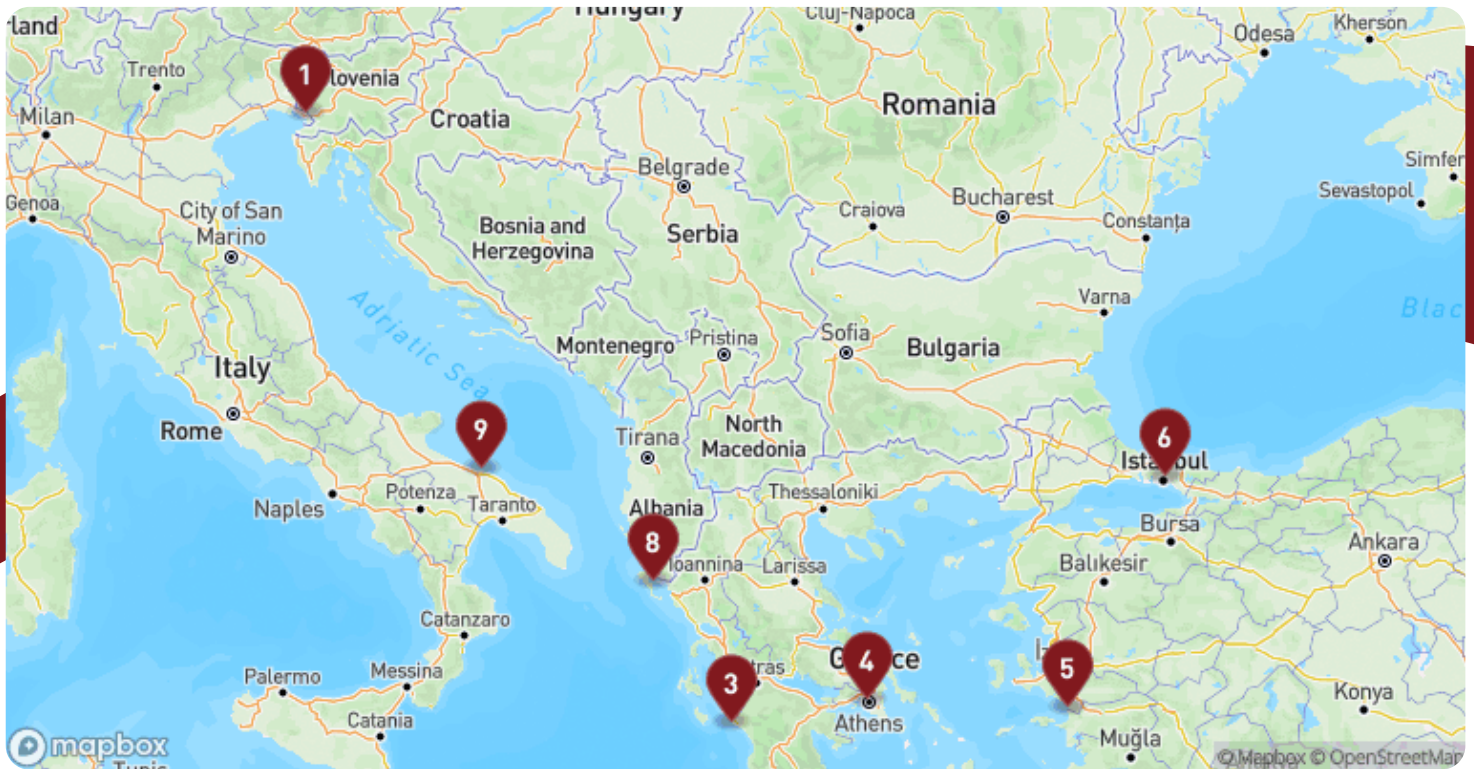 Hungary
Cluj-Napoca
Kherson
rland
Odesa
Trento
1
lovenia
Milan
Croatia
Romania
Belgrade
Simfer
Genoa
City of San
Marino
Bosnia and
Herzegovina
Serbia
Craiova
Bucharest
Sevastopol
Constanța
Adriatic Sea
Varna
Blac
Montenegro
Pristina
Sofia
Bulgaria
Italy
Rome
9
Tirana
North
Macedonia
6
Istanbul
Naples
Potenza
Taranto
Albania
Thessaloniki
Bursa
8
Ioannina
Larissa
Balıkesir
Ankara
Catanzaro
Palermo
Messina
3
tras
G
4
ce
5
Catania
Athens
Konya
Muğla
mapbox
© Mapbox © OpenStreetMap